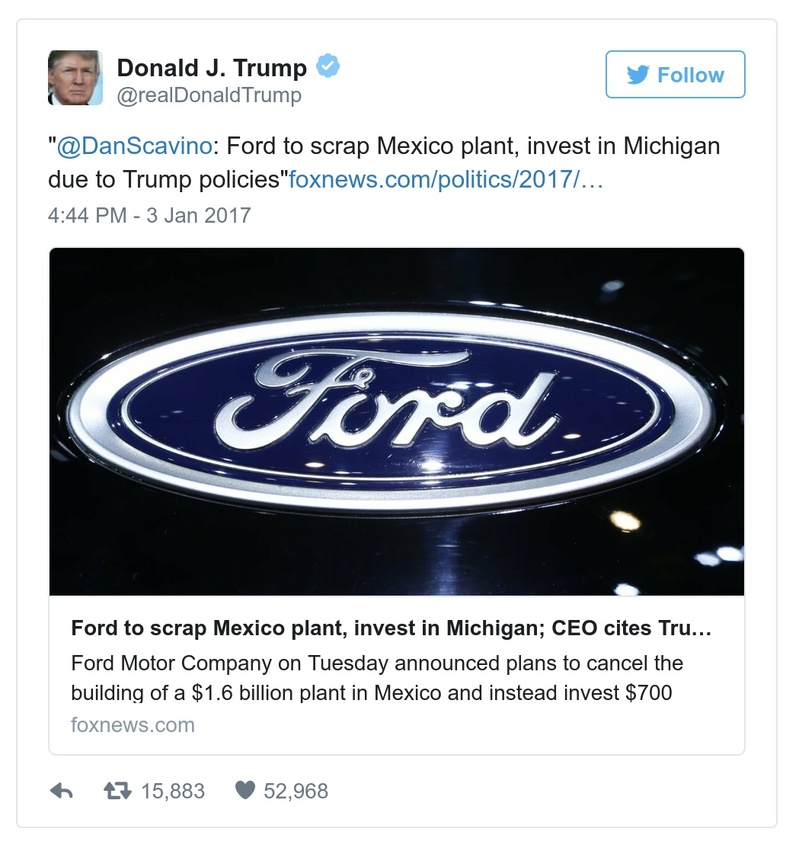 Donald J. Trump
@realDonaldTrump
Follow
"@DanScavino: Ford to scrap Mexico plant, invest in Michigan
due to Trump policies"foxnews.com/politics/2017/…
4:44 PM - 3 Jan 2017
Ford
Ford to scrap Mexico plant, invest in Michigan; CEO cites Tru…
Ford Motor Company on Tuesday announced plans to cancel the
building of a $1.6 billion plant in Mexico and instead invest $700
foxnews.com
15,883 52,968